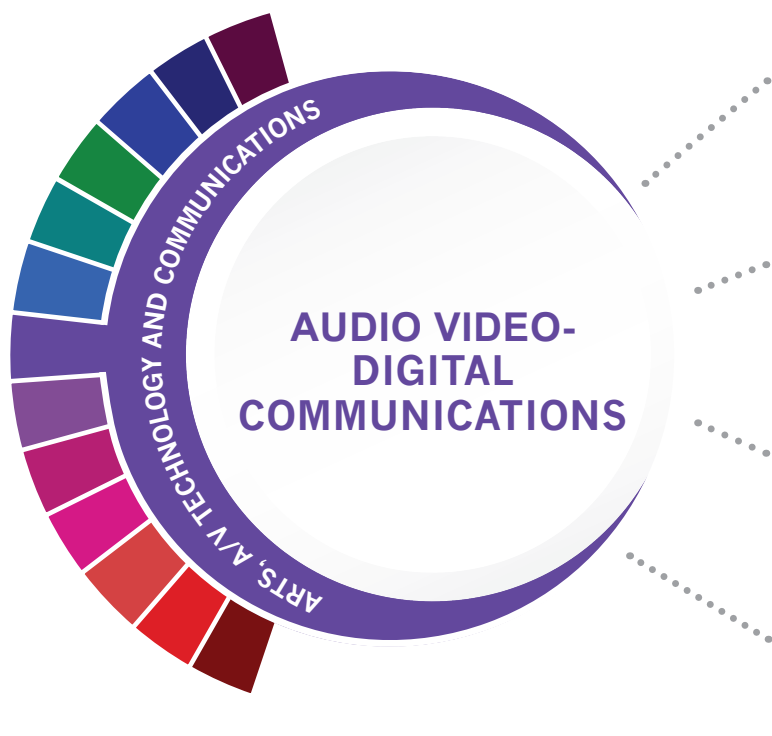 ARTS, A/V TECHNOLOGY AND COMMUNICATIONS
AUDIO VIDEO-
DIGITAL
COMMUNICATIONS